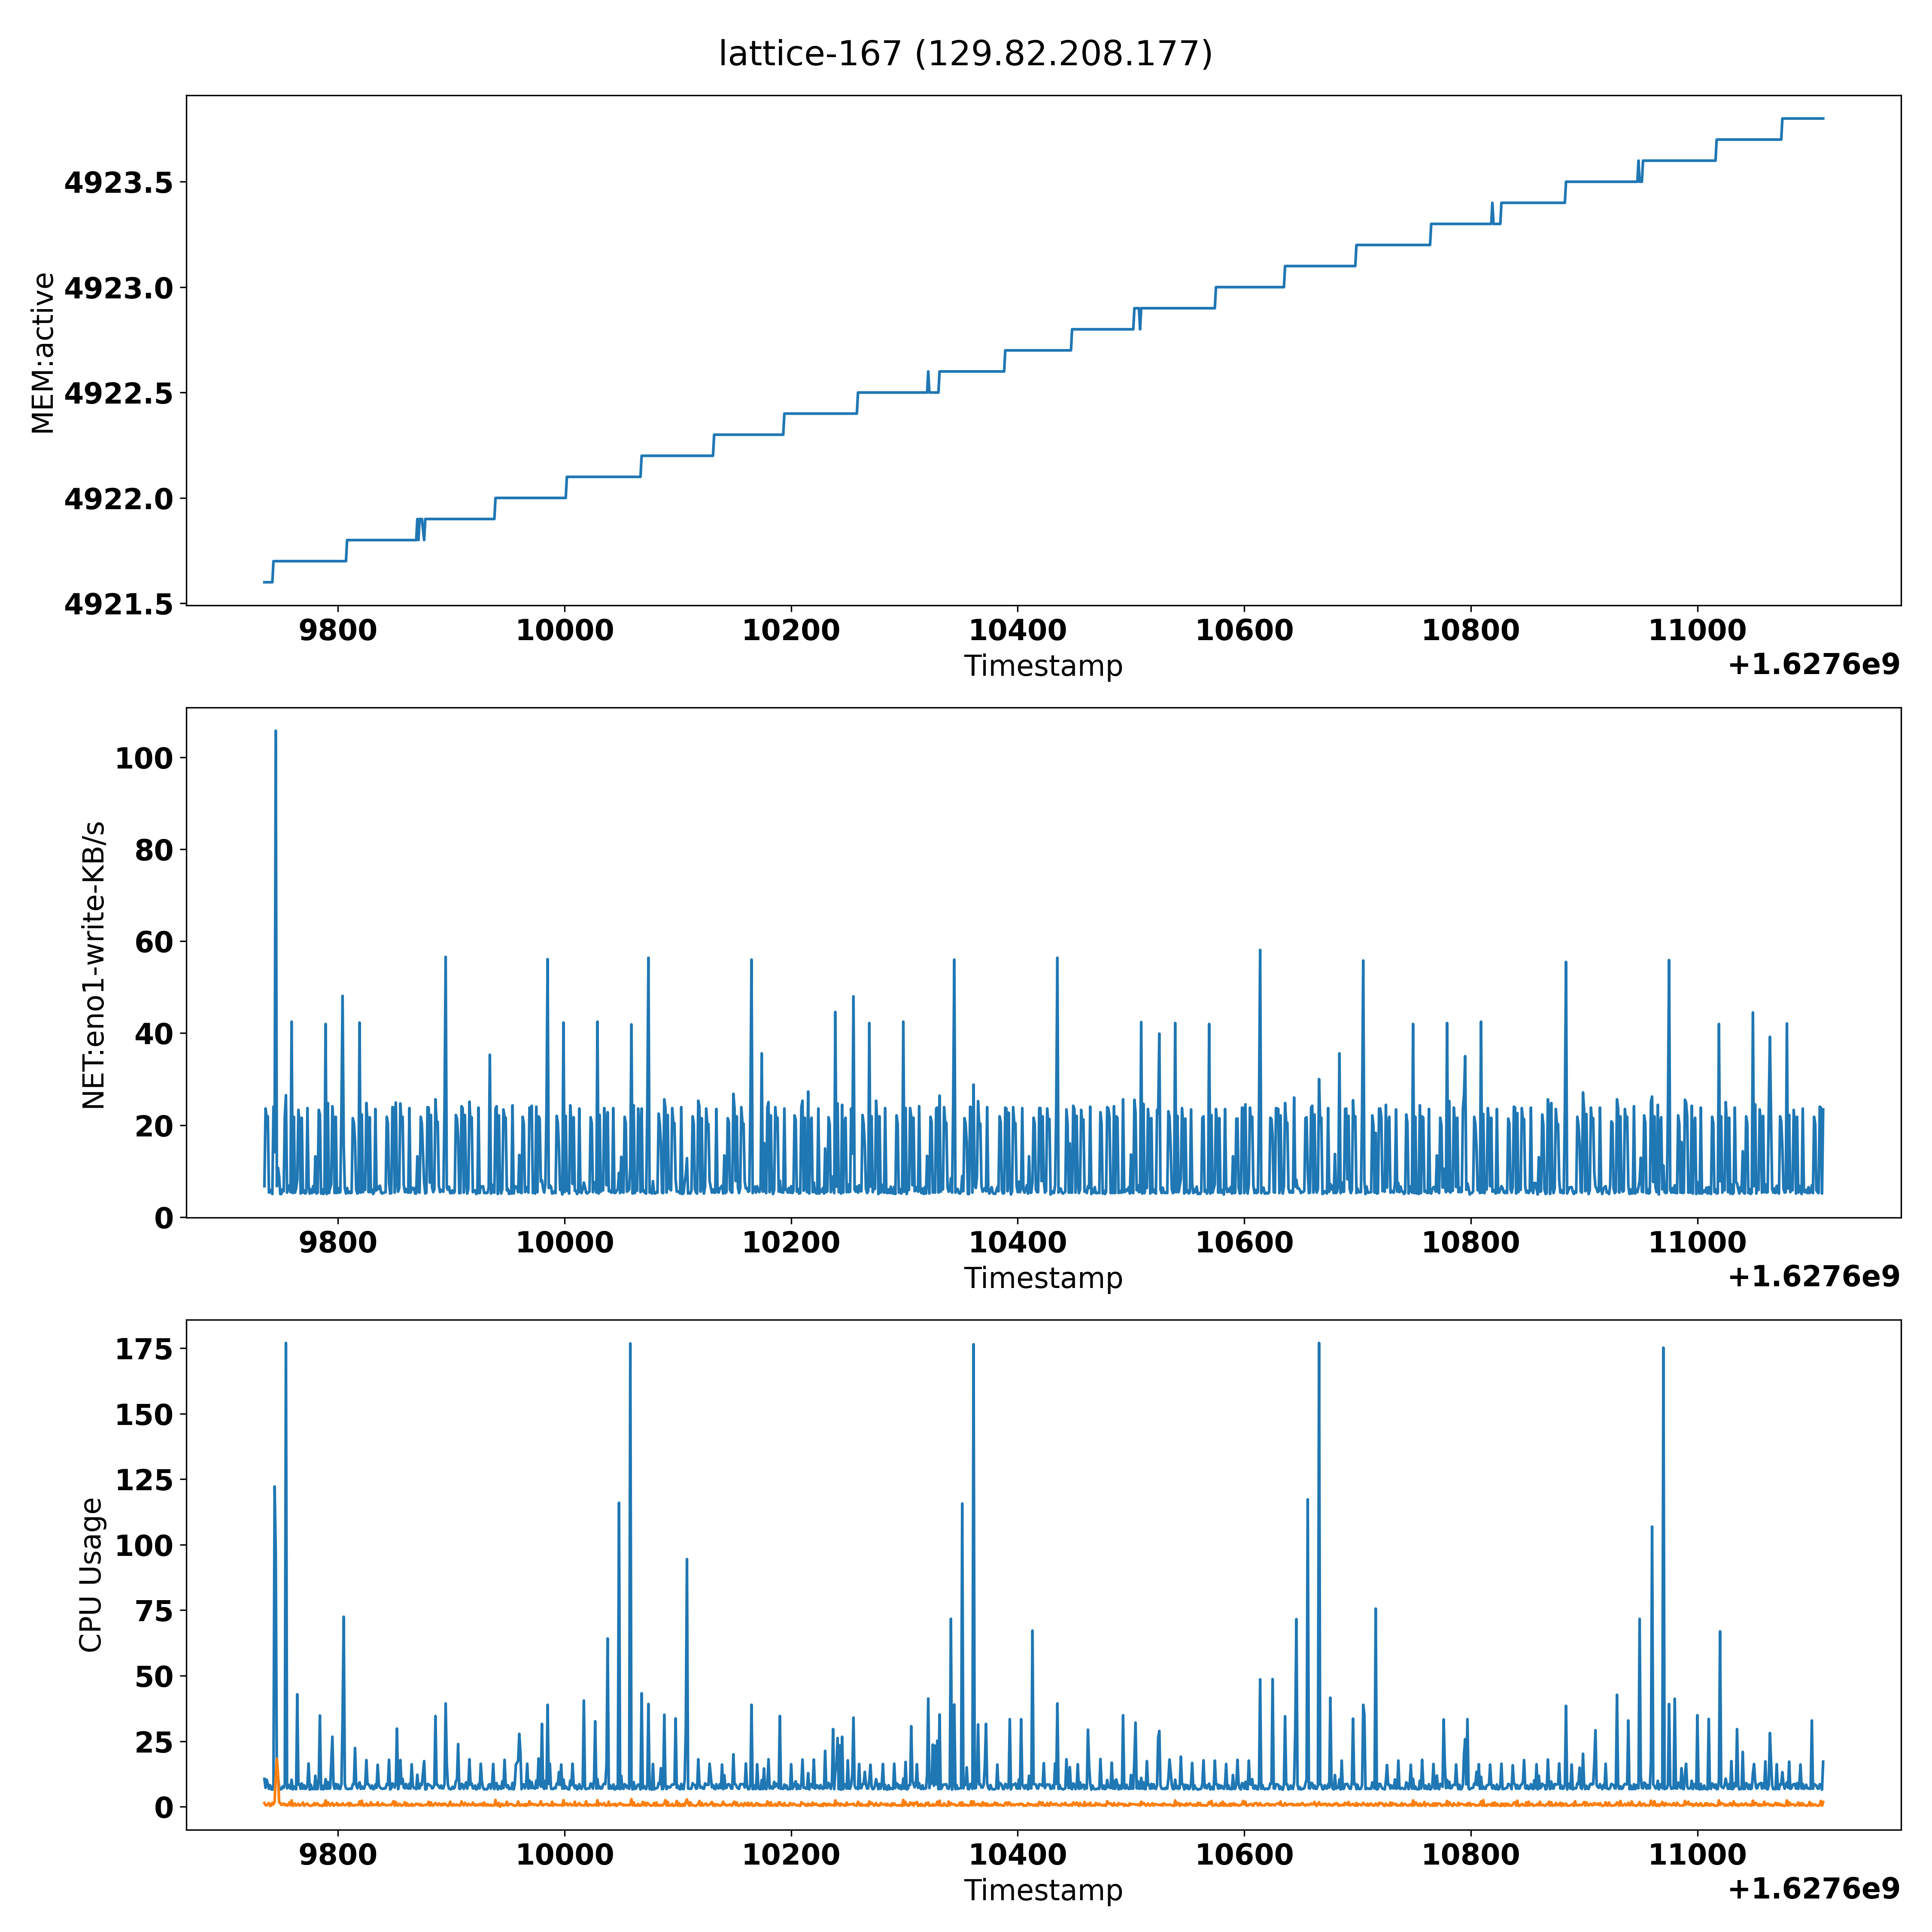 lattice-167 (129.82.208.177)
MEM:active
4923.5
4923.0
4922.5
4922.0
4921.5
9800 10000 10200 10400 10600 10800 11000
Timestamp
+1.6276e9
NET:eno1-write-KB/s
100
80
60
40
20
0
9800 10000 10200 10400 10600 10800 11000
Timestamp
+1.6276e9
CPU Usage
175
150
125
100
75
50
25
0
9800 10000 10200 10400 10600 10800 11000
Timestamp
+1.6276e9